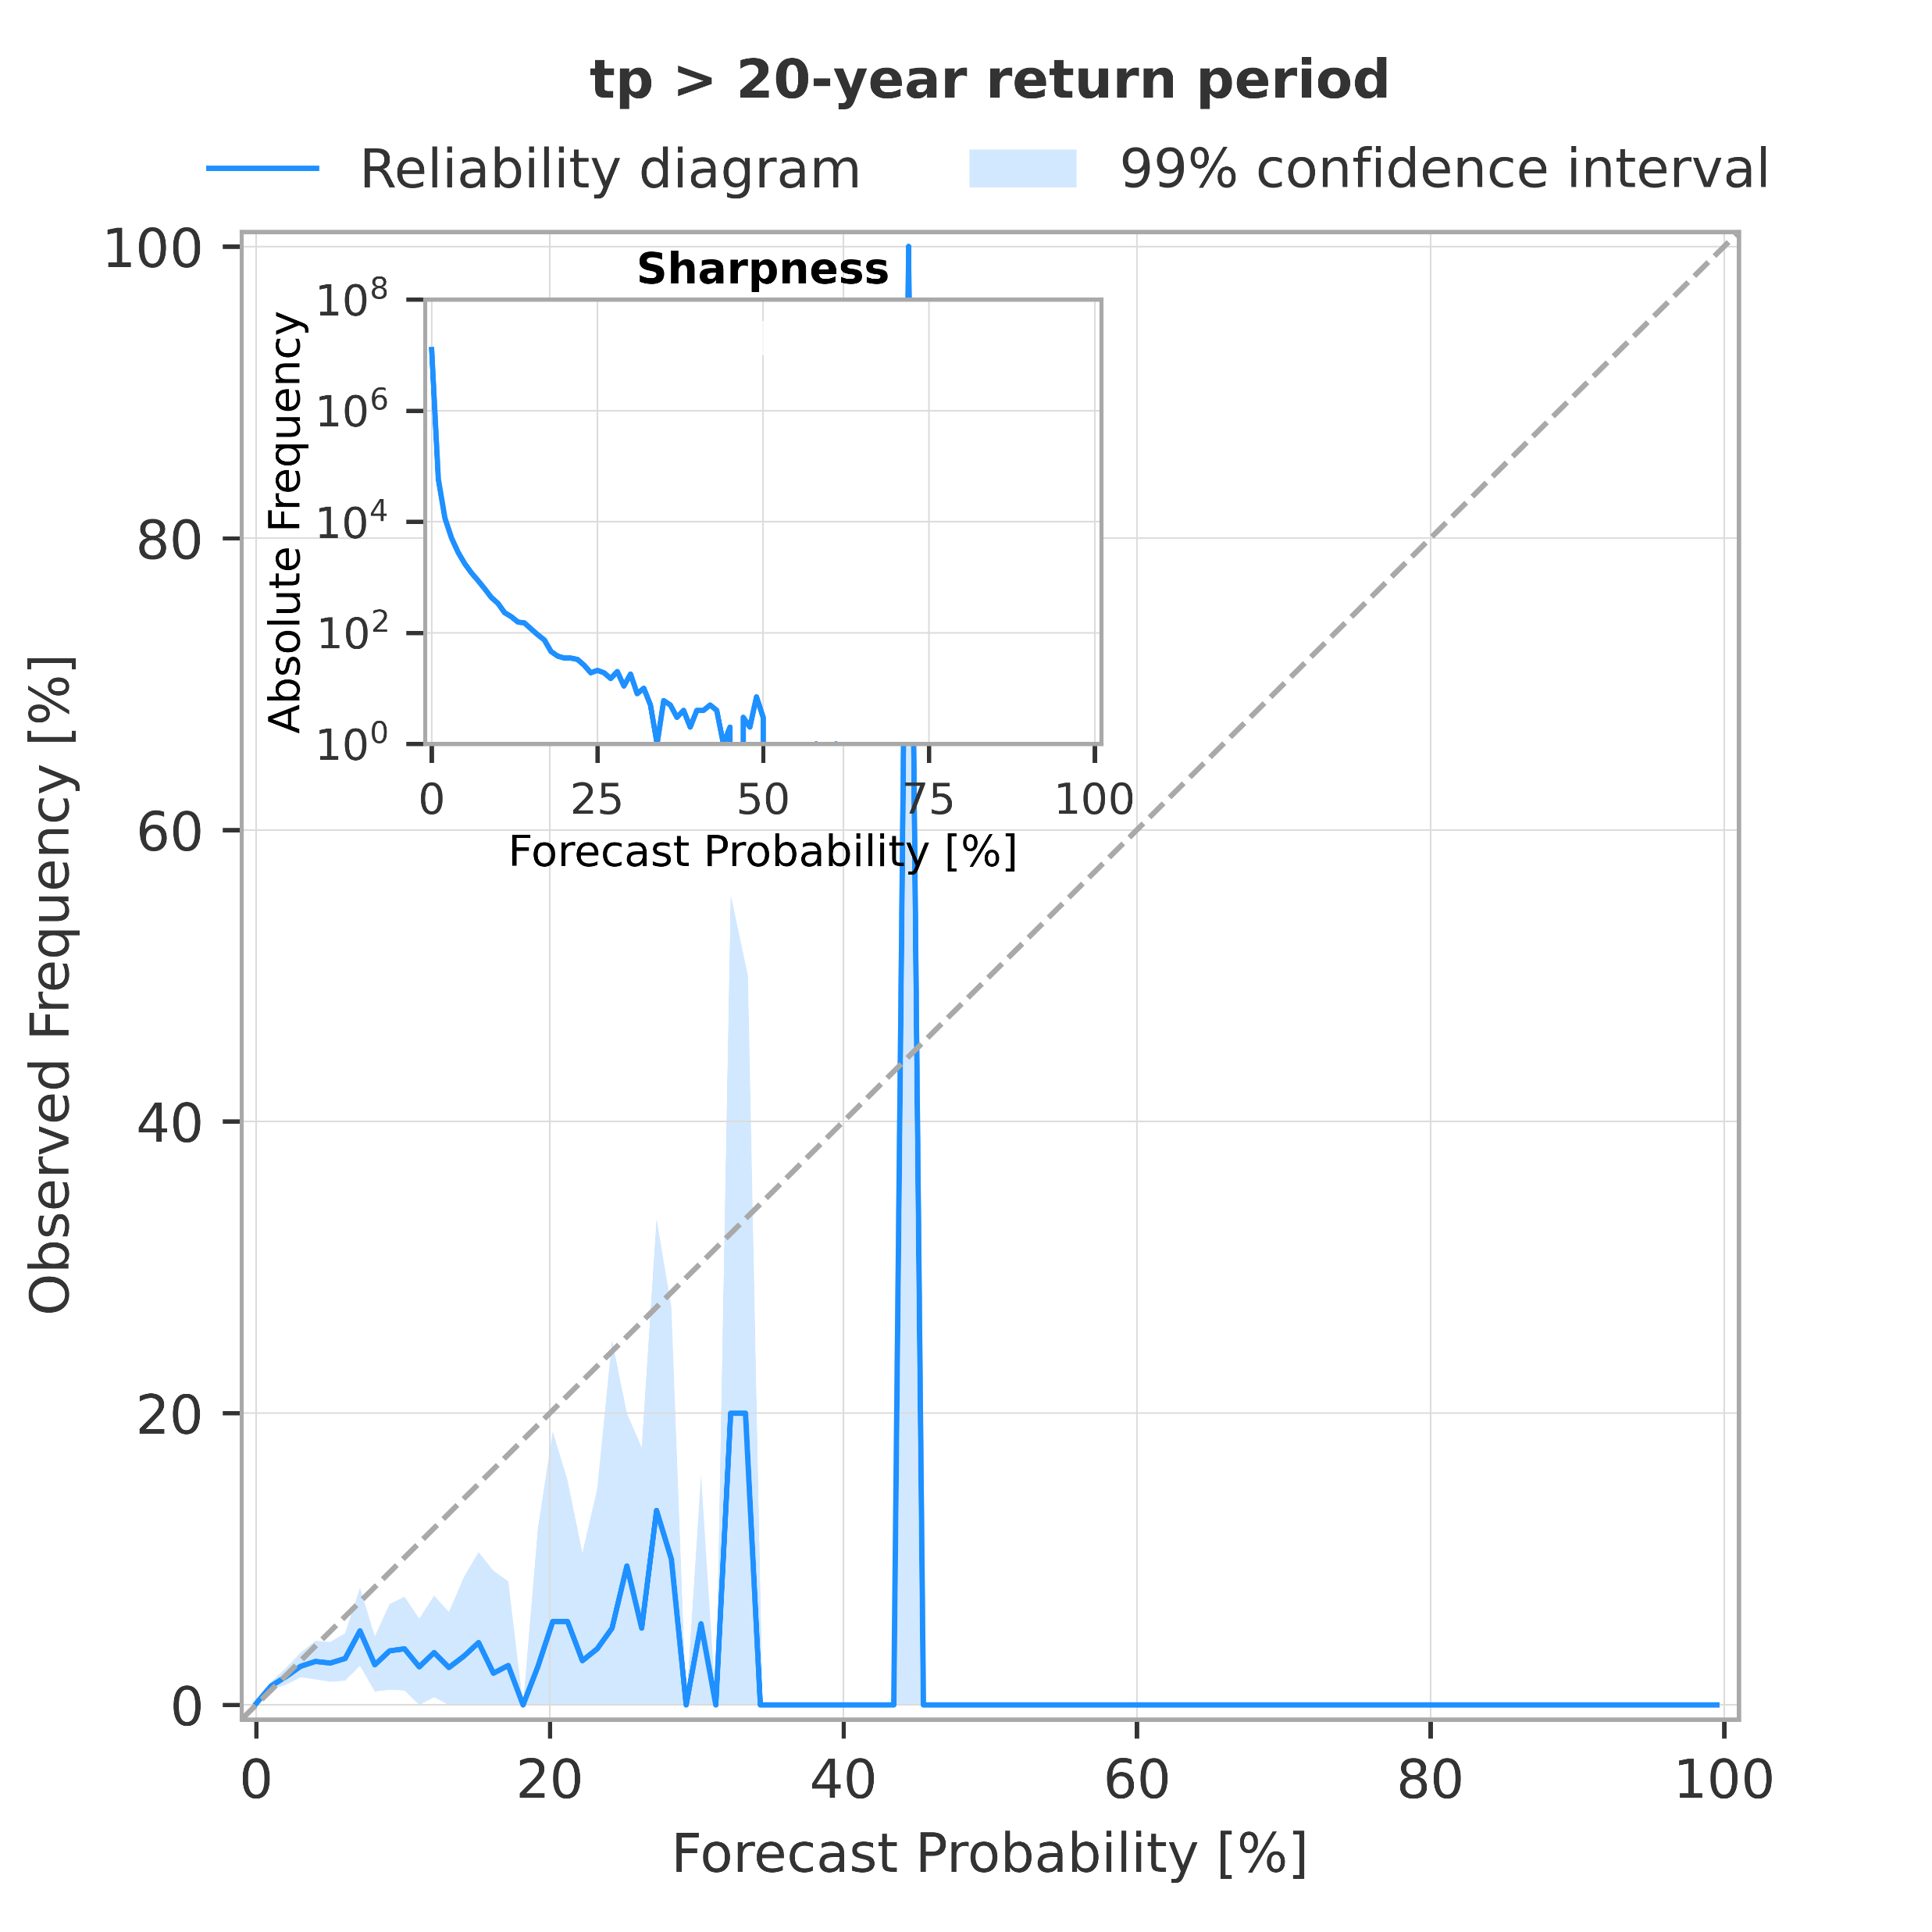 tp > 20-year return period
Reliability diagram
99% confidence interval
Observed Frequency [%]
100
80
60
40
20
0
Sharpness
Absolute Frequency
10^8
10^6
10^4
10^2
10^0
0 25 50 75 100
Forecast Probability [%]
0 20 40 60 80 100
Forecast Probability [%]